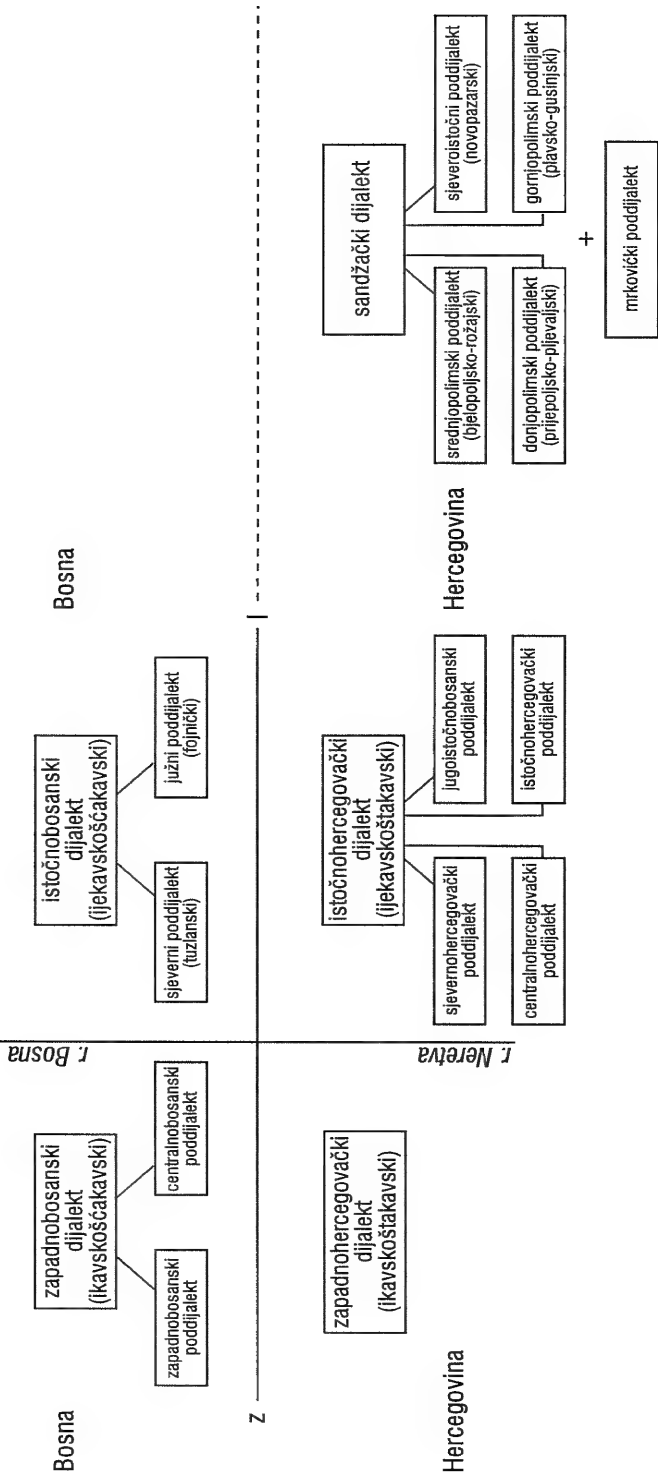 Bosna
zapadnobosanski
dijalekt
(ikavskošćakavski)
zapadnobosanski
poddijalekt
centralnobosanski
poddijalekt
r. Bosna
istočnobosanski
dijalekt
(ijekavskošćakavski)
sjeverni poddijalekt
(tuzlanski)
južni poddijalekt
(fojnički)
Bosna
Z
I
Hercegovina
zapadnohercegovački
dijalekt
(ikavskoštakavski)
r. Neretva
istočnohercegovački
dijalekt
(ijekavskoštakavski)
sjevernohercegovački
poddijalekt
jugoistočnobosanski
poddijalekt
centralnohercegovački
poddijalekt
istočnohercegovački
poddijalekt
Hercegovina
sandžački dijalekt
srednjopolimski poddijalekt
(bjelopoljsko-rožajski)
sjeveroistočni poddijalekt
(novopazarski)
donjopolimski poddijalekt
(prijepoljsko-pljevaljski)
gornjopolimski poddijalekt
(plavsko-gusinjski)
+
mrkovićki poddijalekt